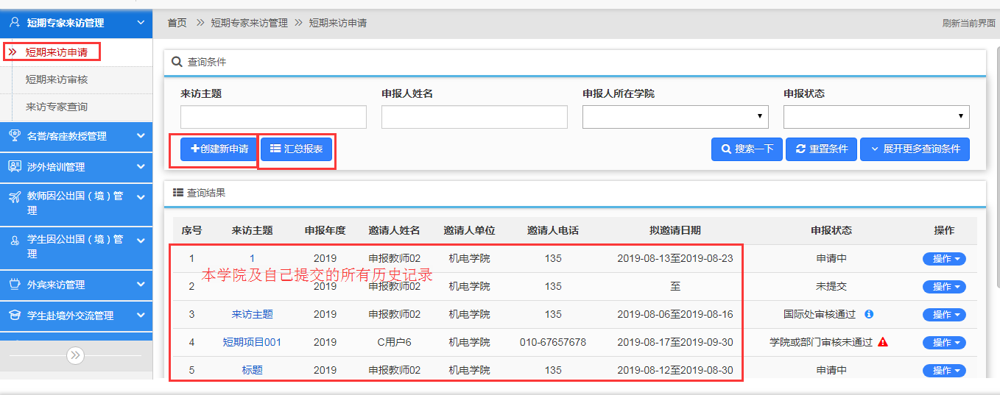 短期专家来访管理
首页 短期专家来访管理 短期来访申请
刷新当前界面
短期来访申请
短期来访审核
来访专家查询
名誉/客座教授管理
涉外培训管理
教师因公出国（境）管
理
学生因公出国（境）管
理
外宾来访管理
学生赴境外交流管理
查询条件
来访主题 申报人姓名 申报人所在学院 申报状态
创建新申请 汇总报表 搜索一下 重置条件 展开更多查询条件
查询结果
序号 来访主题 申报年度 邀请人姓名 邀请人单位 邀请人电话 拟邀请日期 申报状态 操作
1 1 2019 申报教师02 机电学院 135 2019-08-13至2019-08-23 申请中 操作
本学院及自己提交的所有历史记录
2 2019 申报教师02 机电学院 135 至 未提交 操作
3 来访主题 2019 申报教师02 机电学院 135 2019-08-06至2019-08-16 国际处审核通过 操作
4 短期项目001 2019 C用户6 机电学院 010-67657678 2019-08-17至2019-09-30 学院或部门审核未通过 操作
5 标题 2019 申报教师02 机电学院 135 2019-08-12至2019-08-30 申请中 操作